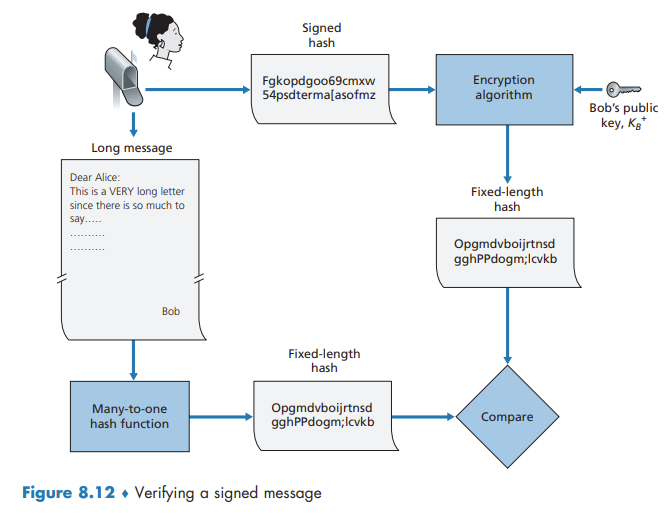 Signed
hash
Fgkopdgoo69cmxw
54psdterma[asofmz
Encryption
algorithm
Bob's public
key, K_B^+
Long message
Dear Alice:
This is a VERY long letter
since there is so much to
say.....
..........
..........
Bob
Fixed-length
hash
Opgmdvboijrtnsd
gghPPdogm;lcvkb
Many-to-one
hash function
Fixed-length
hash
Opgmdvboijrtnsd
gghPPdogm;lcvkb
Compare
Figure 8.12 ♦ Verifying a signed message